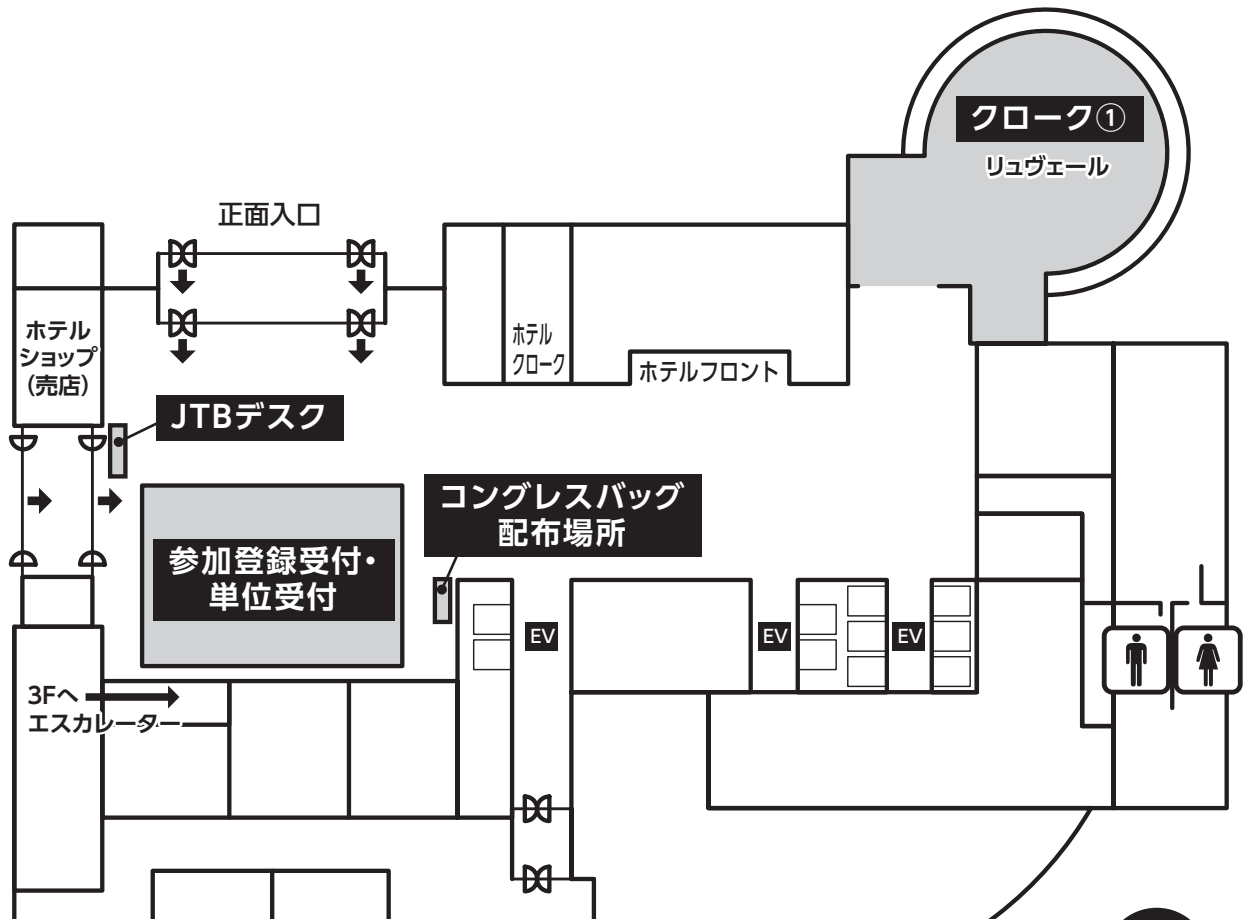 クローク①
リュヴェール
正面入口
ホテル
ショップ
(売店)
ホテル
クローク
ホテルフロント
JTBデスク
コングレスバッグ
配布場所
参加登録受付・
単位受付
EV
EV
EV
3Fへ
エスカレーター